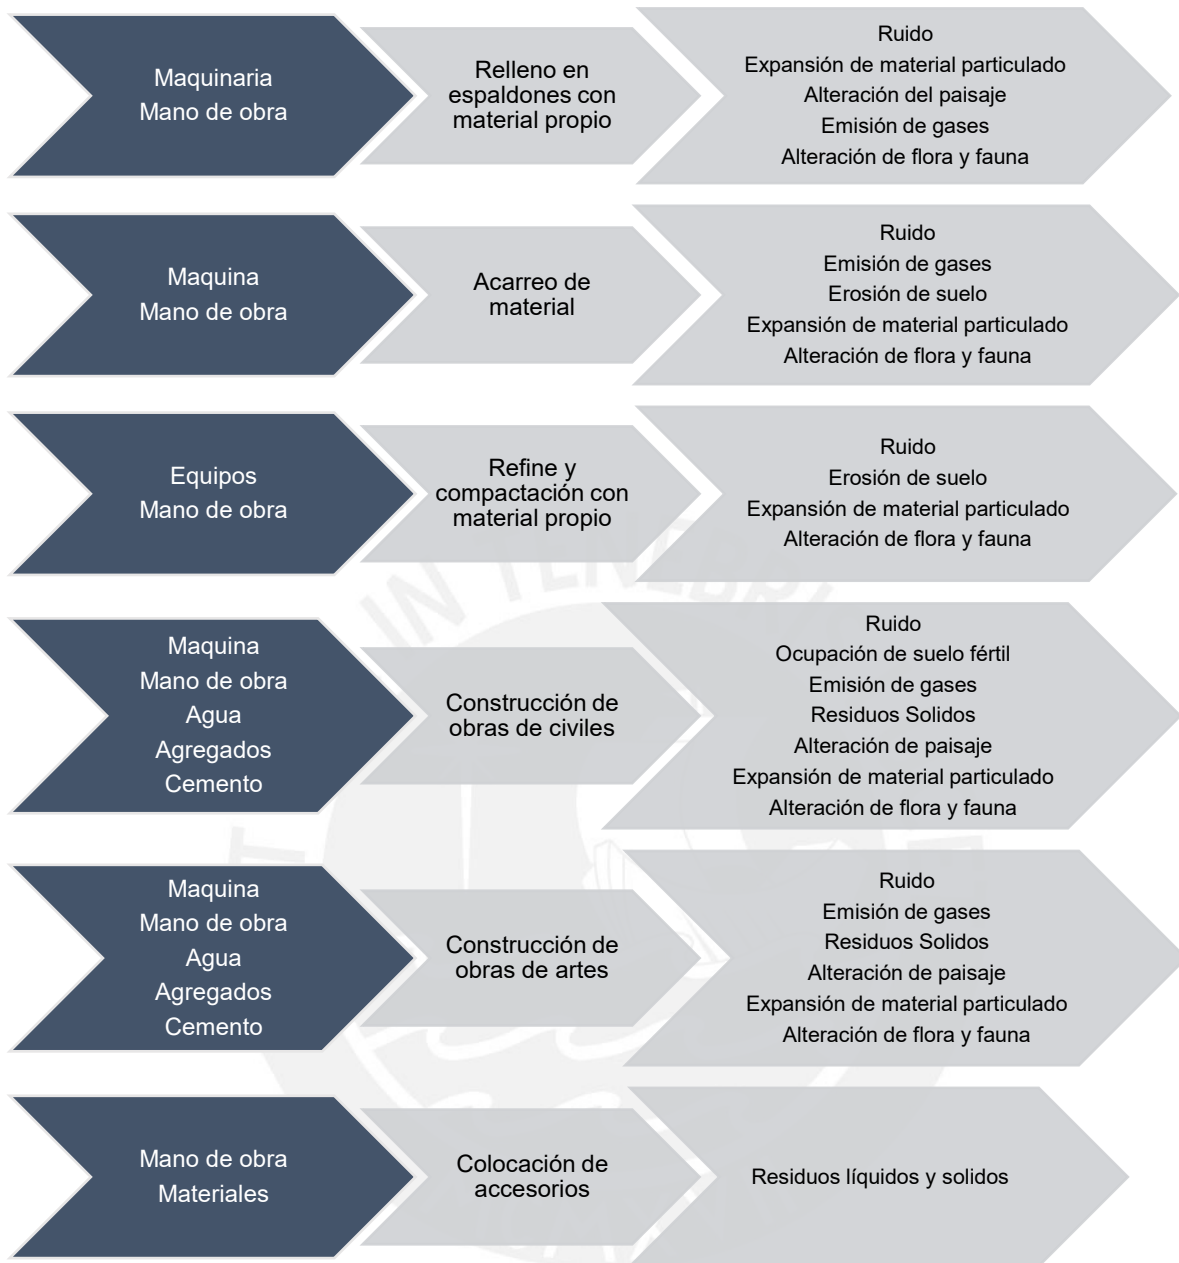 Maquinaria
Mano de obra
Relleno en
espaldones con
material propio
Ruido
Expansión de material particulado
Alteración del paisaje
Emisión de gases
Alteración de flora y fauna
Maquina
Mano de obra
Acarreo de
material
Ruido
Emisión de gases
Erosión de suelo
Expansión de material particulado
Alteración de flora y fauna
Equipos
Mano de obra
Refine y
compactación con
material propio
Ruido
Erosión de suelo
Expansión de material particulado
Alteración de flora y fauna
Maquina
Mano de obra
Agua
Agregados
Cemento
Construcción de
obras de civiles
Ruido
Ocupación de suelo fértil
Emisión de gases
Residuos Solidos
Alteración de paisaje
Expansión de material particulado
Alteración de flora y fauna
Maquina
Mano de obra
Agua
Agregados
Cemento
Construcción de
obras de artes
Ruido
Emisión de gases
Residuos Solidos
Alteración de paisaje
Expansión de material particulado
Alteración de flora y fauna
Mano de obra
Materiales
Colocación de
accesorios
Residuos líquidos y solidos
IN TENEBRI